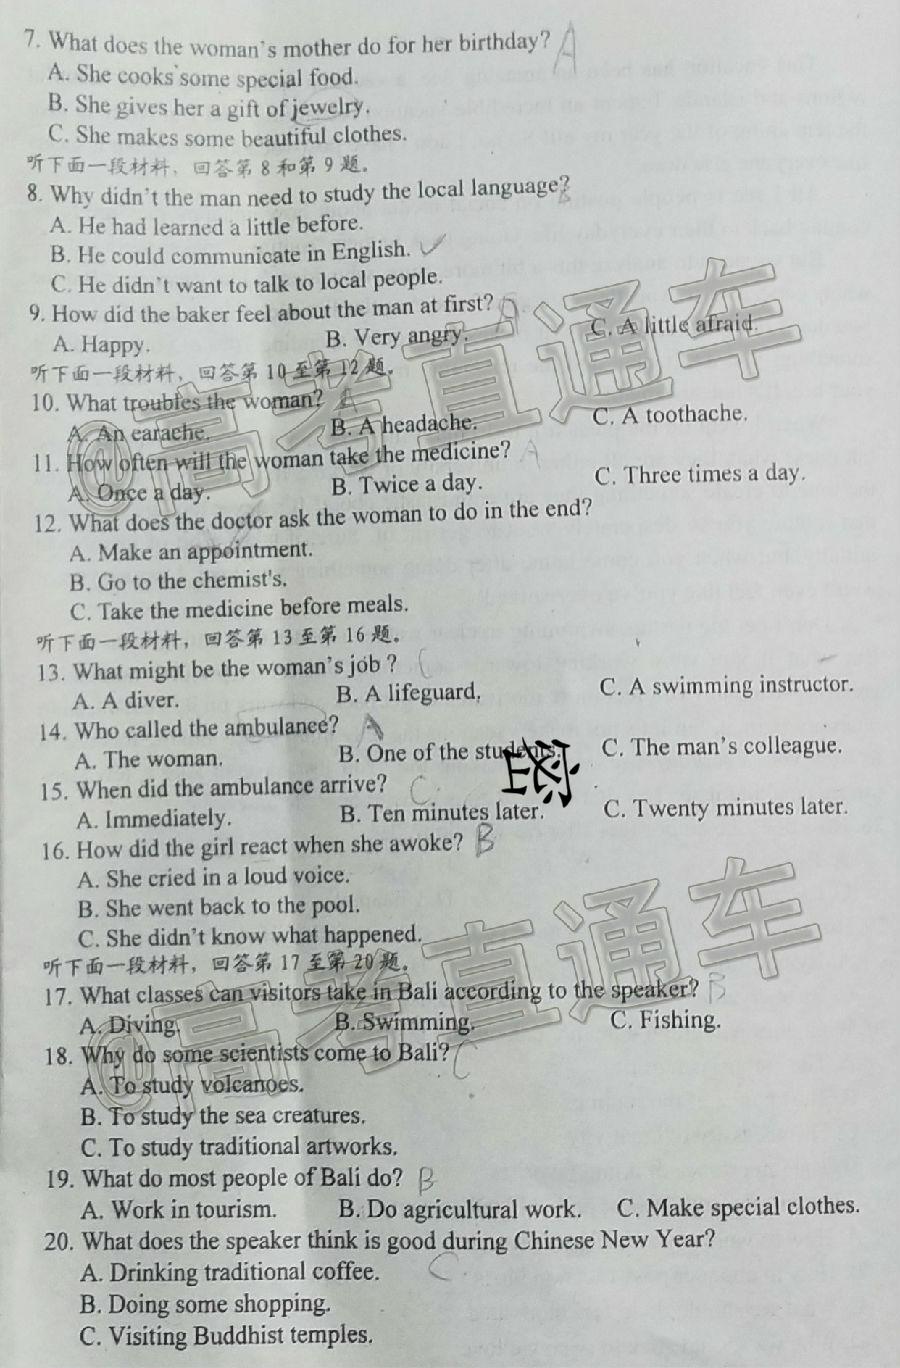 7. What does the woman's mother do for her birthday? A
A. She cooks some special food.
B. She gives her a gift of jewelry.
C. She makes some beautiful clothes.
听下面一段材料，回答第 8 和第 9 题。
8. Why didn't the man need to study the local language? B
A. He had learned a little before.
B. He could communicate in English. ✓
C. He didn't want to talk to local people.
9. How did the baker feel about the man at first? A
A. Happy. B. Very angry. C. A little afraid.
听下面一段材料，回答第 10 至第 12 题。
10. What troubles the woman? A
A. An earache. B. A headache. C. A toothache.
11. How often will the woman take the medicine? A
A. Once a day. B. Twice a day. C. Three times a day.
12. What does the doctor ask the woman to do in the end?
A. Make an appointment.
B. Go to the chemist's.
C. Take the medicine before meals.
听下面一段材料，回答第 13 至第 16 题。
13. What might be the woman's job ? C
A. A diver. B. A lifeguard. C. A swimming instructor.
14. Who called the ambulance? A
A. The woman. B. One of the students. C. The man's colleague.
15. When did the ambulance arrive? C
A. Immediately. B. Ten minutes later. C. Twenty minutes later.
16. How did the girl react when she awoke? B
A. She cried in a loud voice.
B. She went back to the pool.
C. She didn't know what happened.
听下面一段材料，回答第 17 至第 20 题。
17. What classes can visitors take in Bali according to the speaker? B
A. Diving. B. Swimming. C. Fishing.
18. Why do some scientists come to Bali? C
A. To study volcanoes.
B. To study the sea creatures.
C. To study traditional artworks.
19. What do most people of Bali do? B
A. Work in tourism. B. Do agricultural work. C. Make special clothes.
20. What does the speaker think is good during Chinese New Year?
A. Drinking traditional coffee. C
B. Doing some shopping.
C. Visiting Buddhist temples.
@高考直通车
@高考直通车